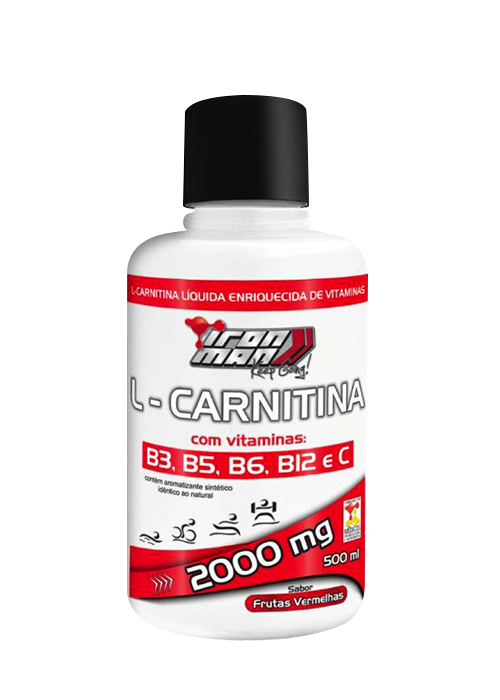 L-CARNITINA LÍQUIDA ENRIQUECIDA DE VITAMINAS
IRON
MAN
Keep Going!
L - CARNITINA
com vitaminas:
B3, B5, B6, B12 e C
contém aromatizante sintético
idêntico ao natural
2000 mg
500 ml
Sabor
Frutas Vermelhas